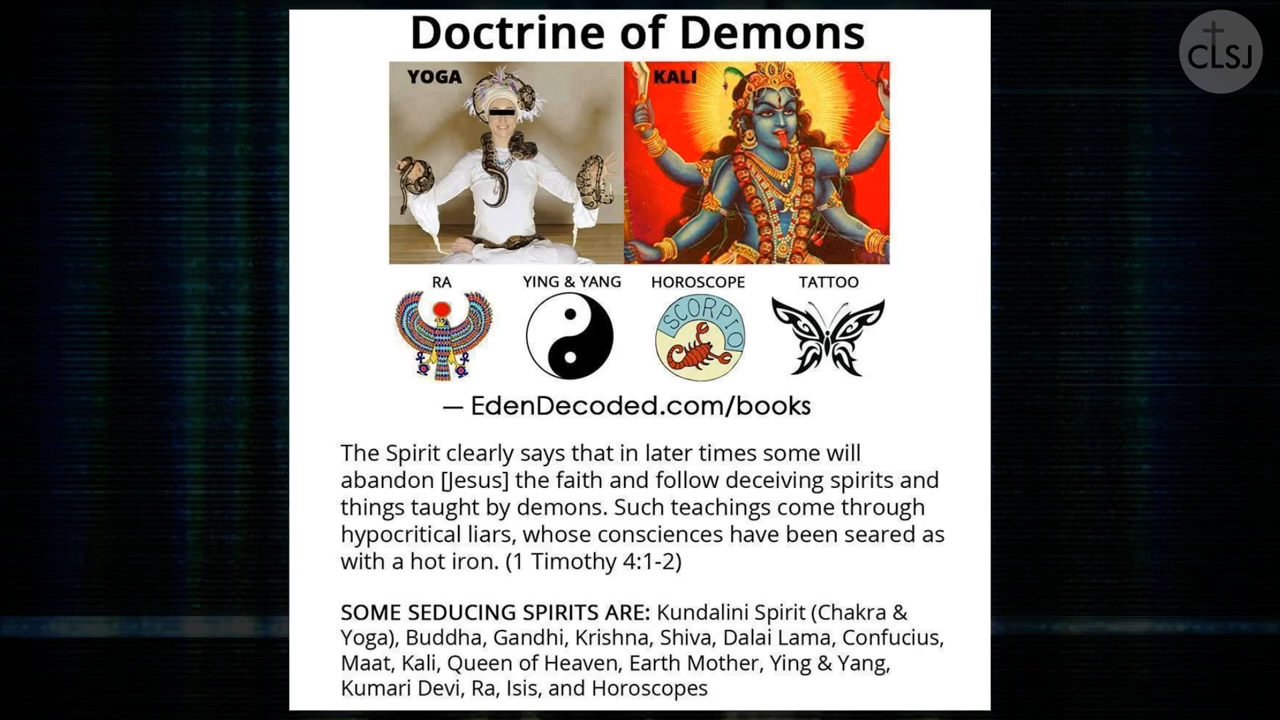 Doctrine of Demons
CLSJ
YOGA
KALI
RA
YING & YANG
HOROSCOPE
TATTOO
SCORPIO
— EdenDecoded.com/books
The Spirit clearly says that in later times some will
abandon [Jesus] the faith and follow deceiving spirits and
things taught by demons. Such teachings come through
hypocritical liars, whose consciences have been seared as
with a hot iron. (1 Timothy 4:1-2)
SOME SEDUCING SPIRITS ARE: Kundalini Spirit (Chakra &
Yoga), Buddha, Gandhi, Krishna, Shiva, Dalai Lama, Confucius,
Maat, Kali, Queen of Heaven, Earth Mother, Ying & Yang,
Kumari Devi, Ra, Isis, and Horoscopes